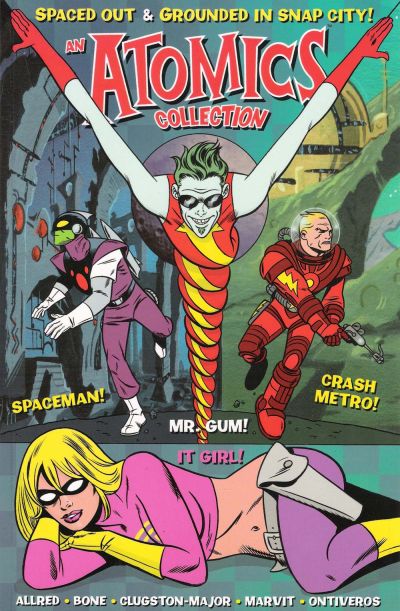 SPACED OUT & GROUNDED IN SNAP CITY!
AN
ATOMICS
COLLECTION
SPACEMAN!
CRASH
METRO!
MR. GUM!
IT GIRL!
ALLRED • BONE • CLUGSTON-MAJOR • MARVIT • ONTIVEROS